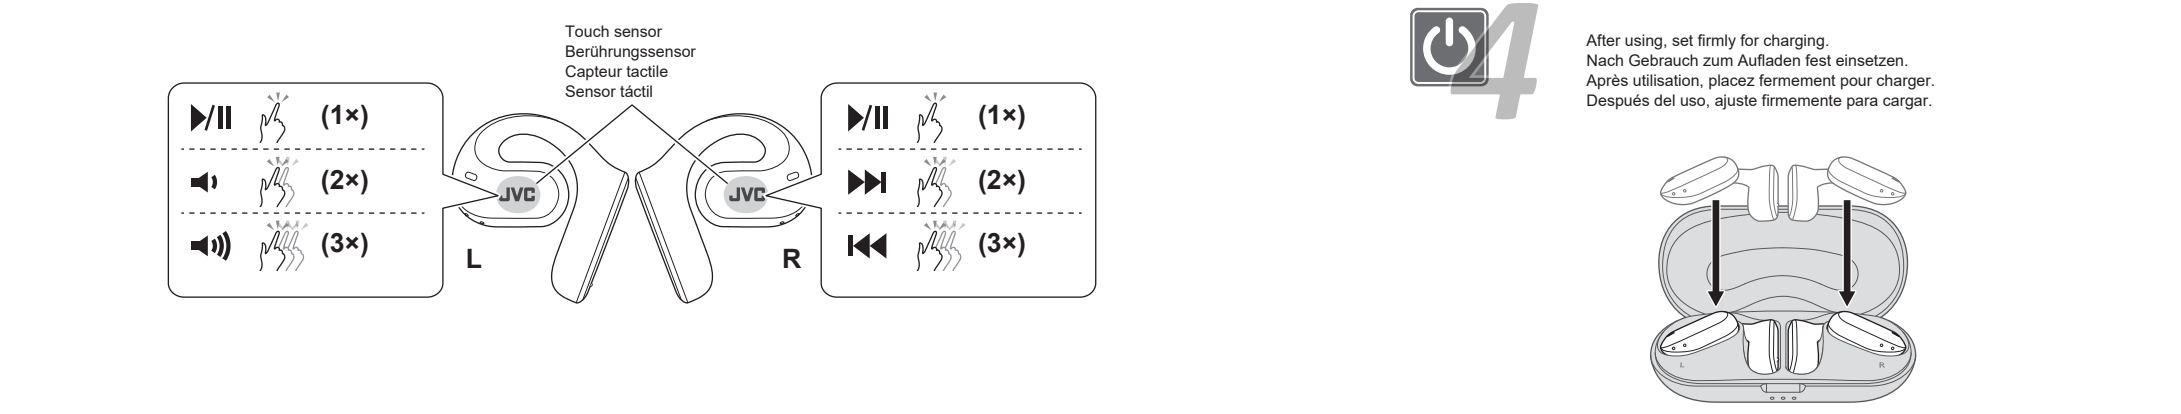 Touch sensor
Berührungssensor
Capteur tactile
Sensor táctil
(1×)
(2×)
(3×)
JVC
L
JVC
R
(1×)
(2×)
(3×)
4
After using, set firmly for charging.
Nach Gebrauch zum Aufladen fest einsetzen.
Après utilisation, placez fermement pour charger.
Después del uso, ajuste firmemente para cargar.
L
R